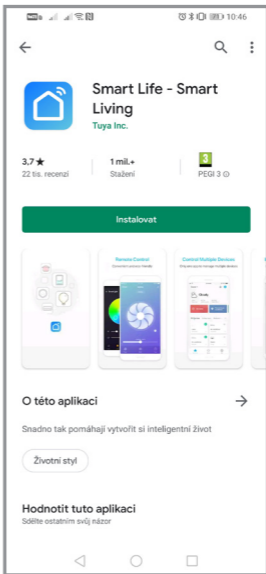 10:46
Smart Life - Smart
Living
Tuya Inc.
3,7 ★
22 tis. recenzí
1 mil.+
Stažení
3
PEGI 3
Instalovat
Remote Control
Control Multiple Devices
O této aplikaci
Snadno tak pomáhají vytvořit si inteligentní život
Životní styl
Hodnotit tuto aplikaci
Sdělte ostatním svůj názor